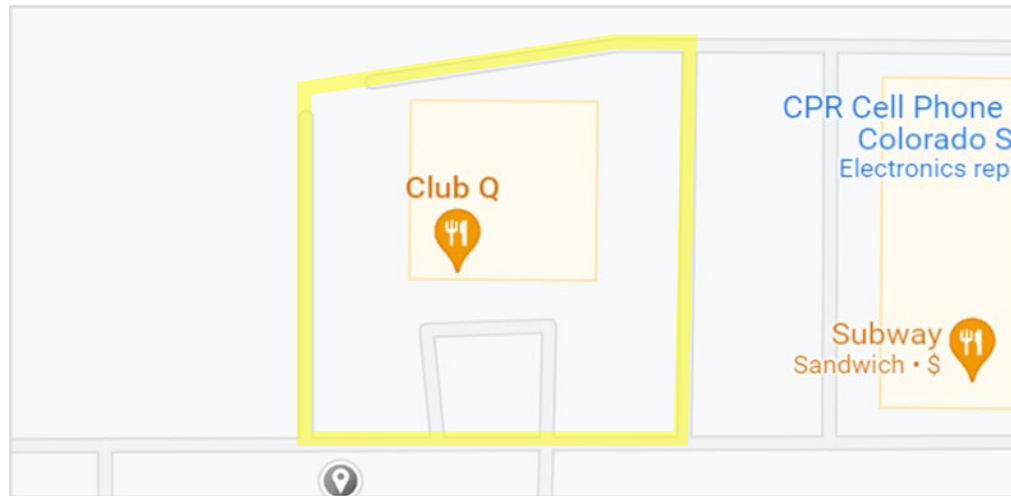 Club Q
CPR Cell Phone
Colorado S
Electronics rep
Subway
Sandwich • $